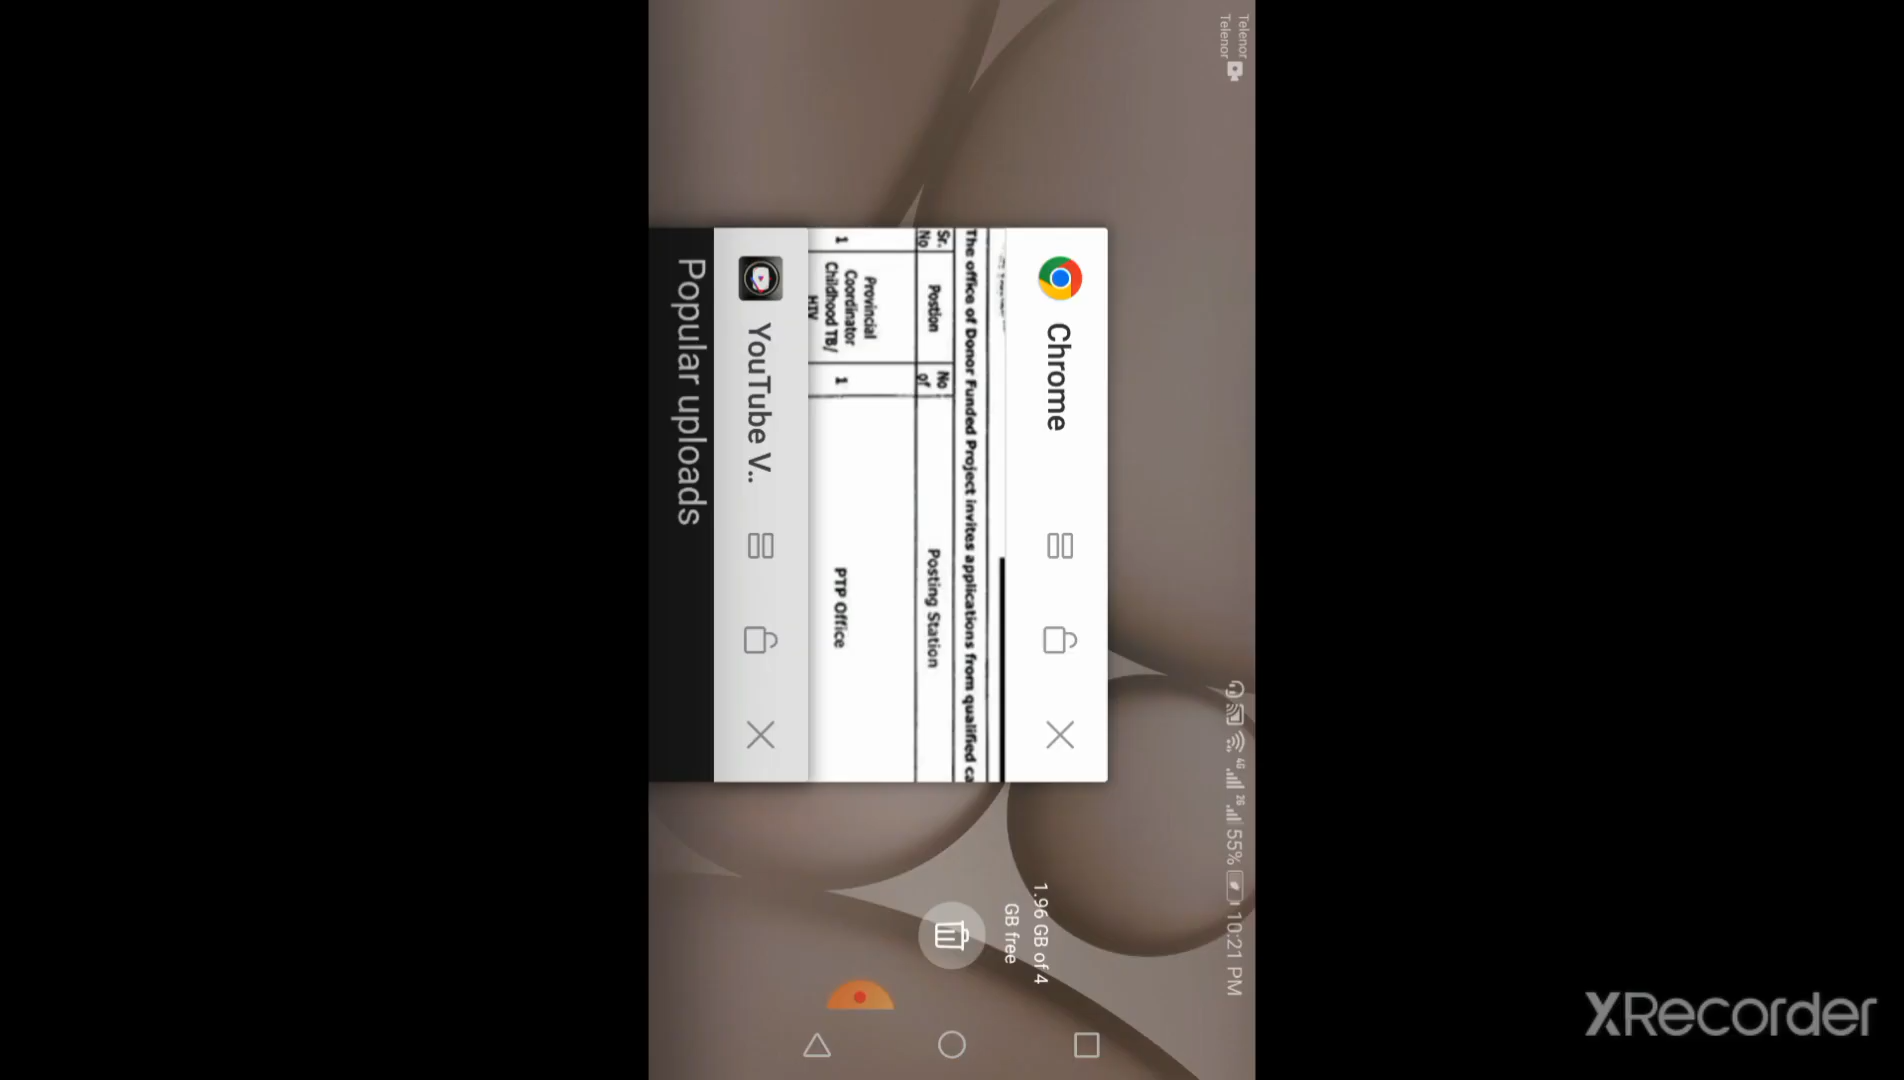 Telenor
Telenor
4G
2G
55%
10:21 PM
Chrome
The office of Donor Funded Project invites applications from qualified ca
Sr. No
Postion
No of
Posting Station
1
Provincial
Coordinator
Childhood TB/
HIV
1
PTP Office
YouTube V..
Popular uploads
1.96 GB of 4
GB free
XRecorder